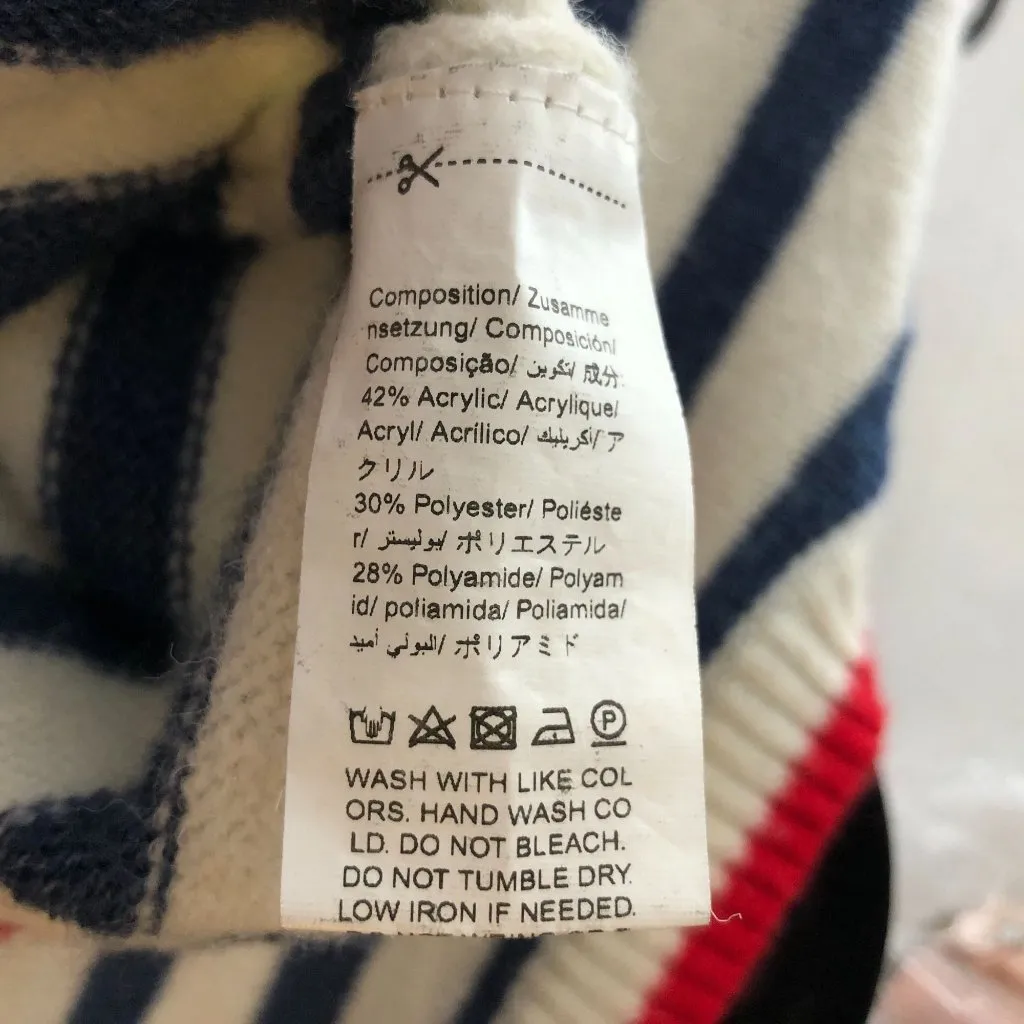 Composition/ Zusamme
nsetzung/ Composición/
Composição/ تكوين/ 成分
42% Acrylic/ Acrylique/
Acryl/ Acrílico/ أكريليك/ ア
クリル
30% Polyester/ Poliéste
r/ بوليستر/ ポリエステル
28% Polyamide/ Polyam
id/ poliamida/ Poliamida/
البولي أميد/ ポリアミド
P
WASH WITH LIKE COL
ORS. HAND WASH CO
LD. DO NOT BLEACH.
DO NOT TUMBLE DRY.
LOW IRON IF NEEDED.